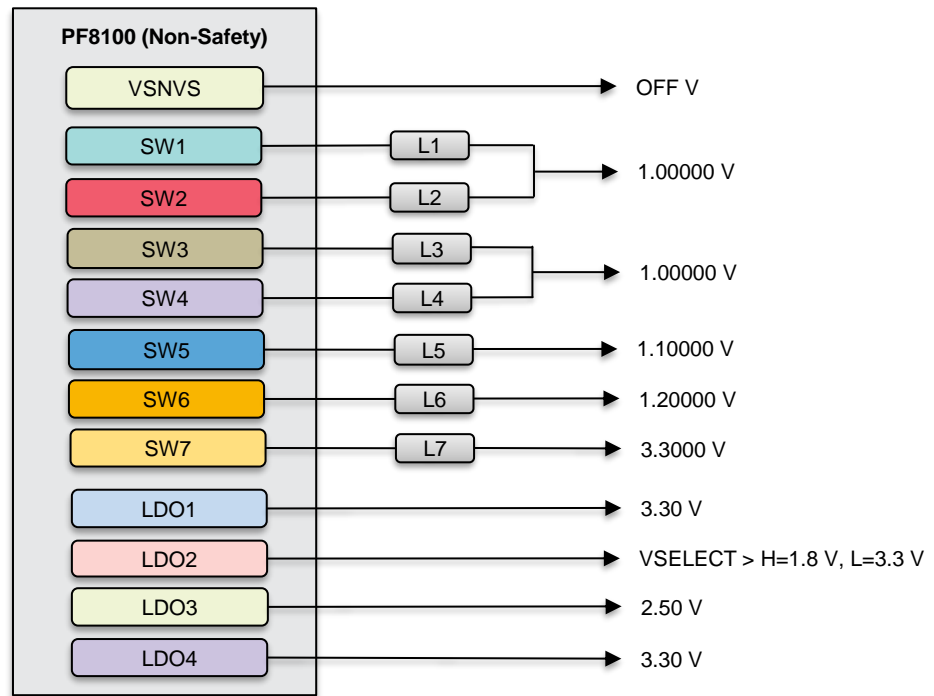 PF8100 (Non-Safety)
VSNVS
OFF V
SW1
L1
1.00000 V
SW2
L2
SW3
L3
1.00000 V
SW4
L4
SW5
L5
1.10000 V
SW6
L6
1.20000 V
SW7
L7
3.3000 V
LDO1
3.30 V
LDO2
VSELECT > H=1.8 V, L=3.3 V
LDO3
2.50 V
LDO4
3.30 V